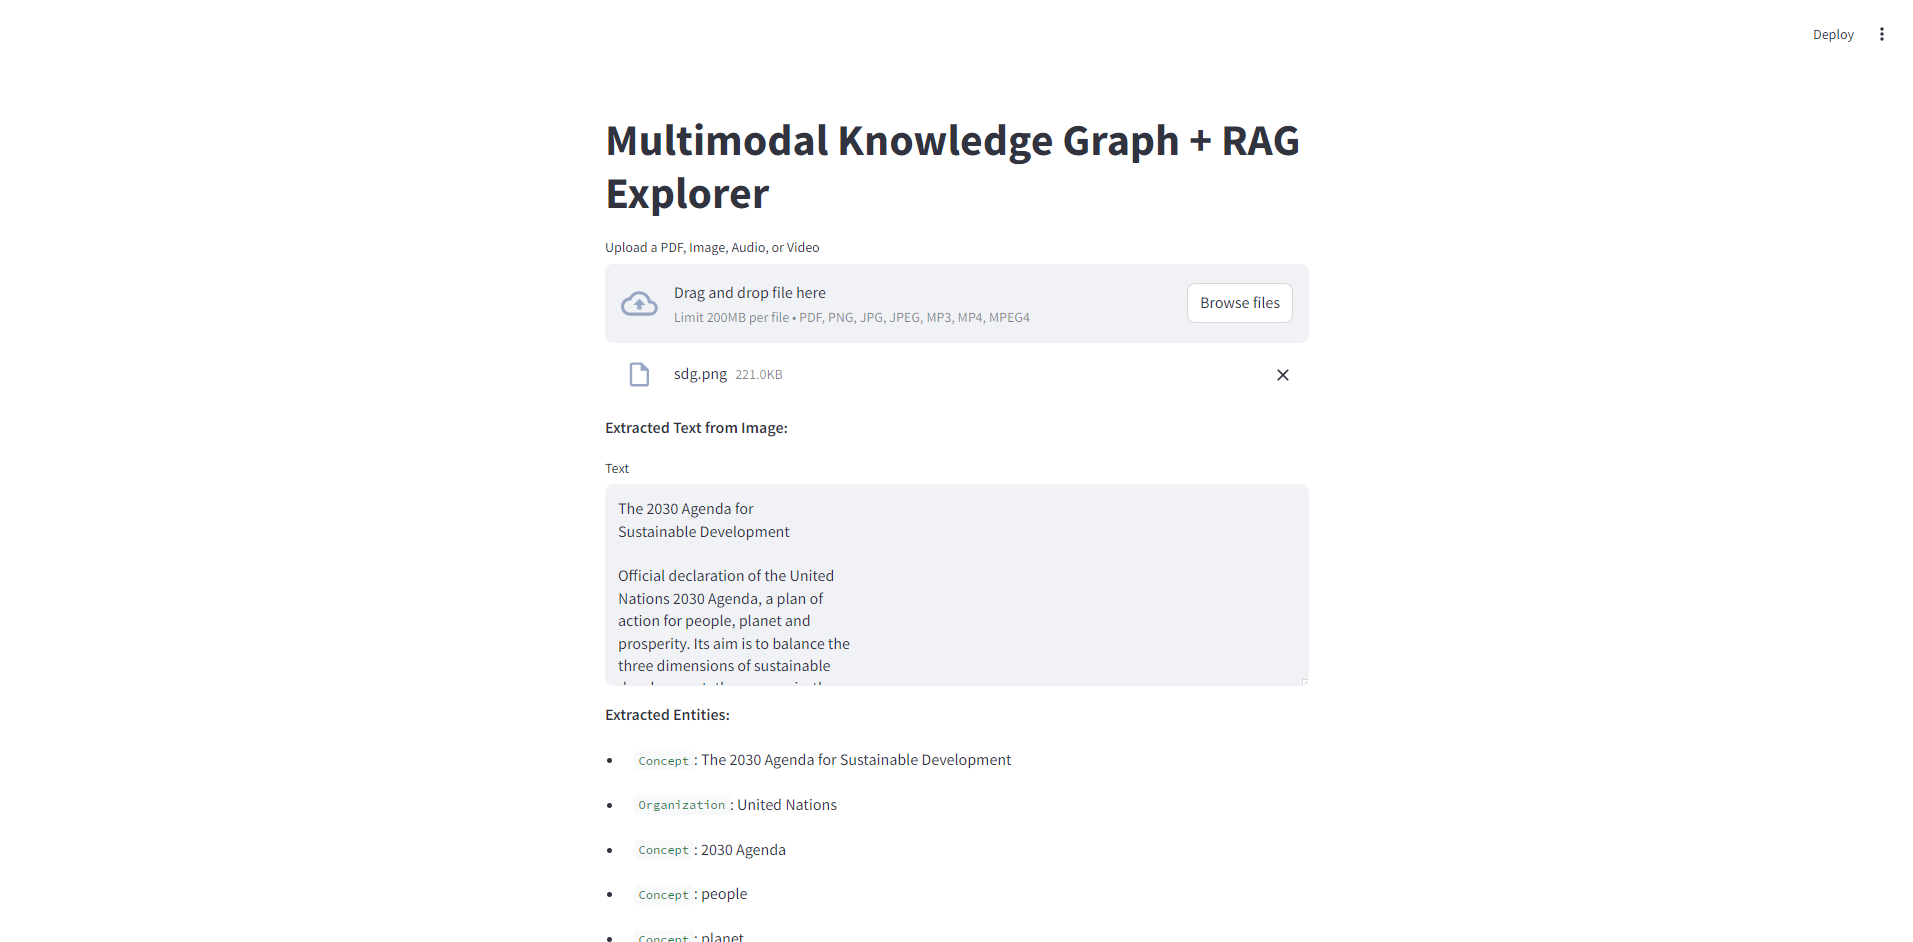 Deploy
Multimodal Knowledge Graph + RAG
Explorer
Upload a PDF, Image, Audio, or Video
Drag and drop file here
Limit 200MB per file • PDF, PNG, JPG, JPEG, MP3, MP4, MPEG4
Browse files
sdg.png 221.0KB
Extracted Text from Image:
Text
The 2030 Agenda for
Sustainable Development
Official declaration of the United
Nations 2030 Agenda, a plan of
action for people, planet and
prosperity. Its aim is to balance the
three dimensions of sustainable
Extracted Entities:
• Concept : The 2030 Agenda for Sustainable Development
• Organization : United Nations
• Concept : 2030 Agenda
• Concept : people
• Concept : planet